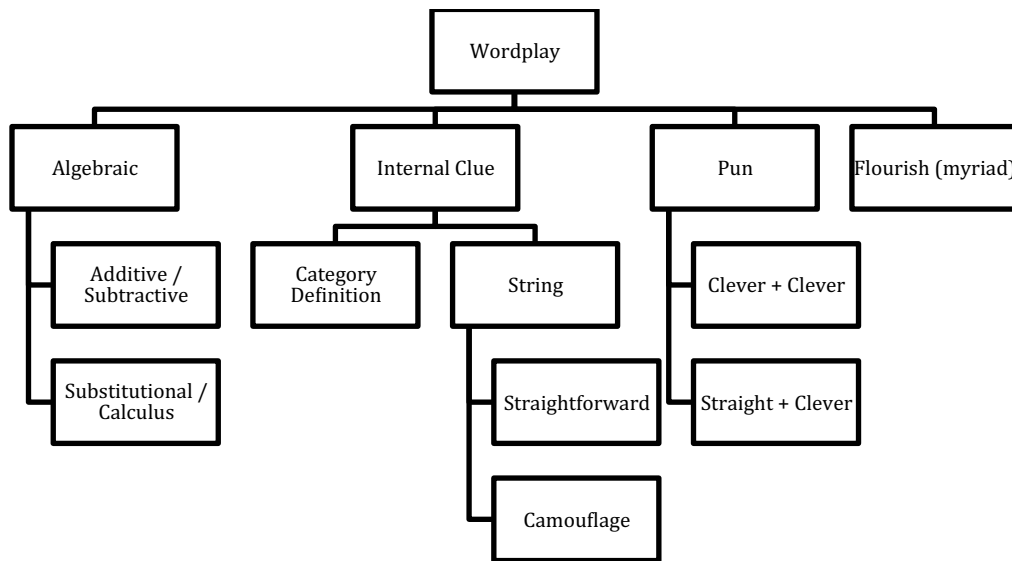 Wordplay
Algebraic
Internal Clue
Pun
Flourish (myriad)
Additive /
Subtractive
Category
Definition
String
Clever + Clever
Substitutional /
Calculus
Straightforward
Straight + Clever
Camouflage